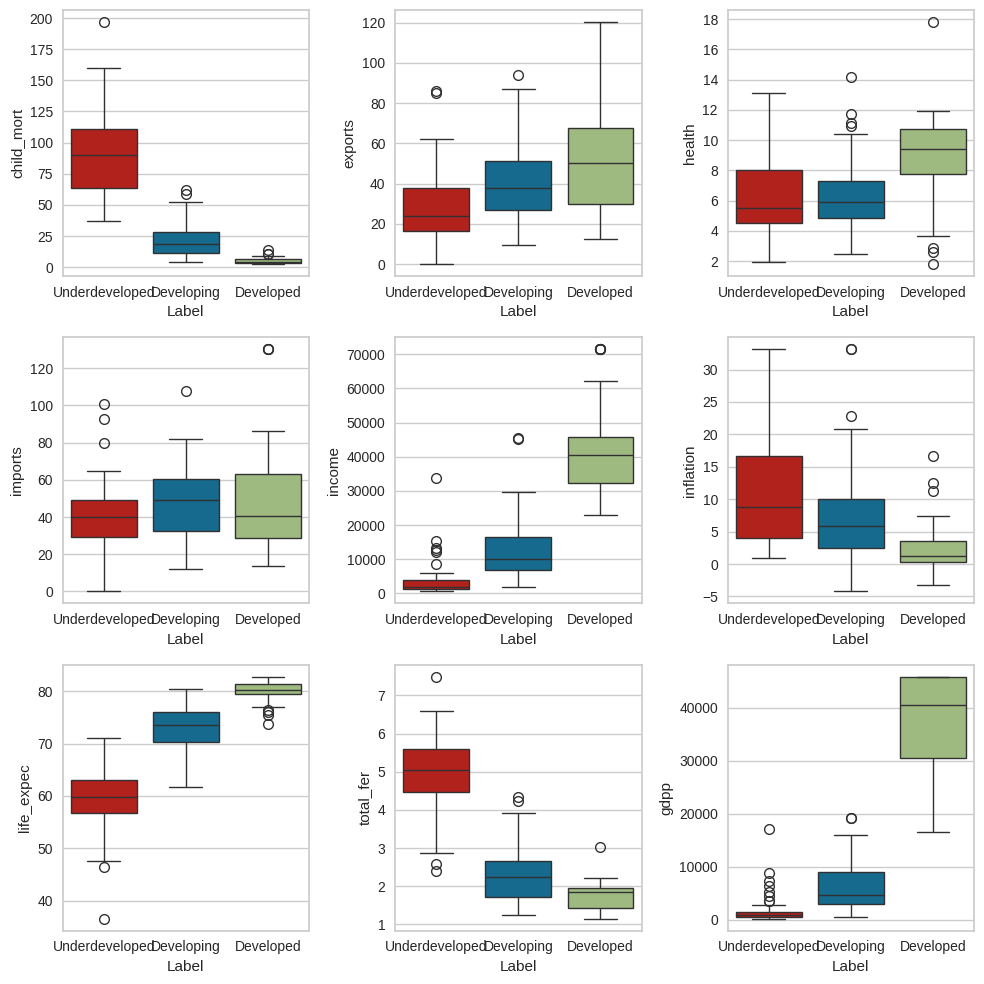 child_mort
200
175
150
125
100
75
50
25
0
Underdeveloped Developing Developed
Label
exports
120
100
80
60
40
20
0
Underdeveloped Developing Developed
Label
health
18
16
14
12
10
8
6
4
2
Underdeveloped Developing Developed
Label
imports
120
100
80
60
40
20
0
Underdeveloped Developing Developed
Label
income
70000
60000
50000
40000
30000
20000
10000
0
Underdeveloped Developing Developed
Label
inflation
30
25
20
15
10
5
0
−5
Underdeveloped Developing Developed
Label
life_expec
80
70
60
50
40
Underdeveloped Developing Developed
Label
total_fer
7
6
5
4
3
2
1
Underdeveloped Developing Developed
Label
gdpp
40000
30000
20000
10000
0
Underdeveloped Developing Developed
Label